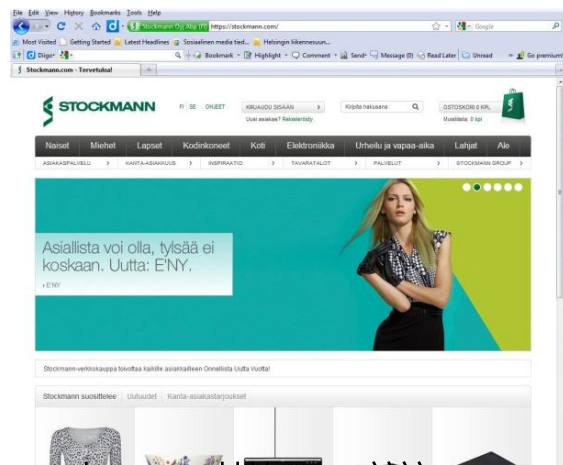 File Edit View History Bookmarks Tools Help
Stockmann Oyj Abp (FI) https://stockmann.com/ Google
Most Visited Getting Started Latest Headlines Sosiaalinen media tied... Helsingin liikennesuun...
Diigo Bookmark Highlight Comment Send Message (0) Read Later Unread Go premium!
Stockmann.com - Tervetuloa!
STOCKMANN FI SE OHJEET KIRJAUDU SISÄÄN Kirjoita hakusana OSTOSKORI 0 KPL
Uusi asiakas? Rekisteröidy Muistilista: 0 kpl
Naiset Miehet Lapset Kodinkoneet Koti Elektroniikka Urheilu ja vapaa-aika Lahjat Ale
ASIAKASPALVELU KANTA-ASIAKKUUS INSPIRAATIO TAVARATALOT PALVELUT STOCKMANN GROUP
Asiallista voi olla, tylsää ei
koskaan. Uutta: E'NY.
› E'NY
Stockmann-verkkokauppa toivottaa kaikille asiakkailleen Onnellista Uutta Vuotta!
Stockmann suosittelee Uutuudet Kanta-asiakastarjoukset